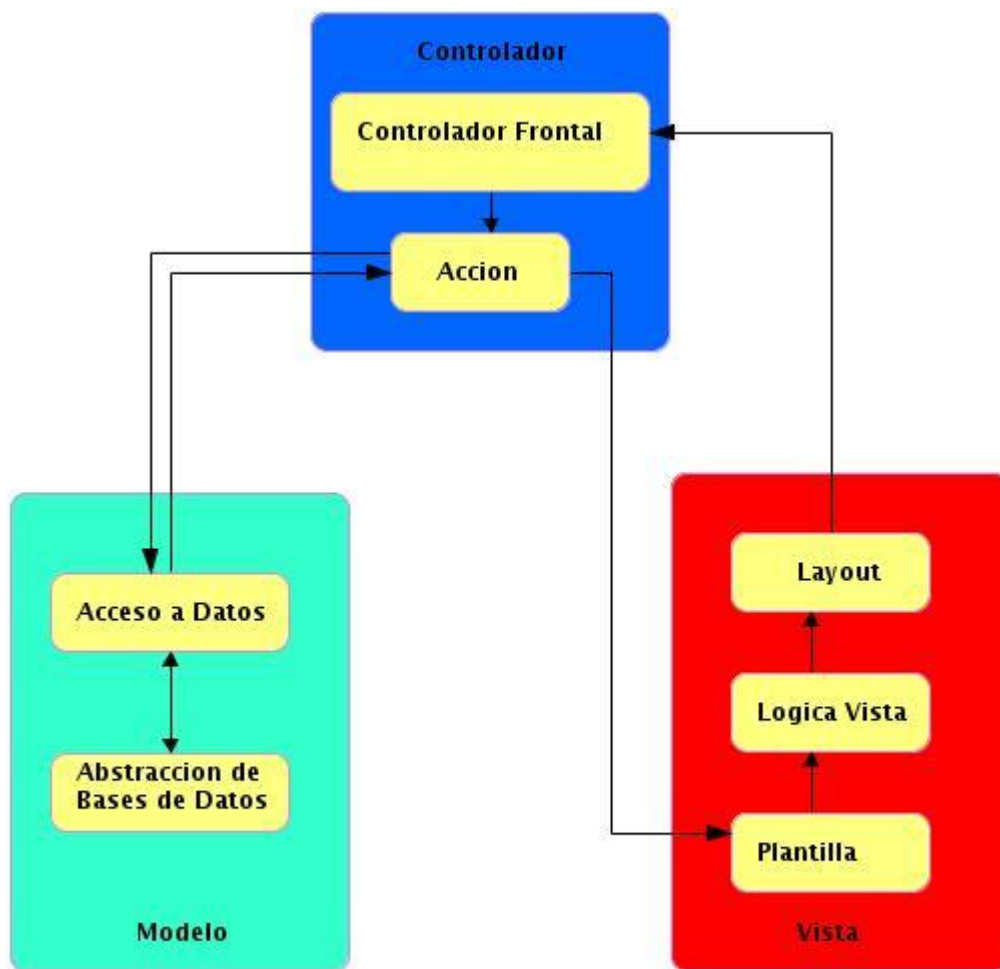 Controlador
Controlador Frontal
Accion
Acceso a Datos
Abstraccion de
Bases de Datos
Modelo
Layout
Logica Vista
Plantilla
Vista